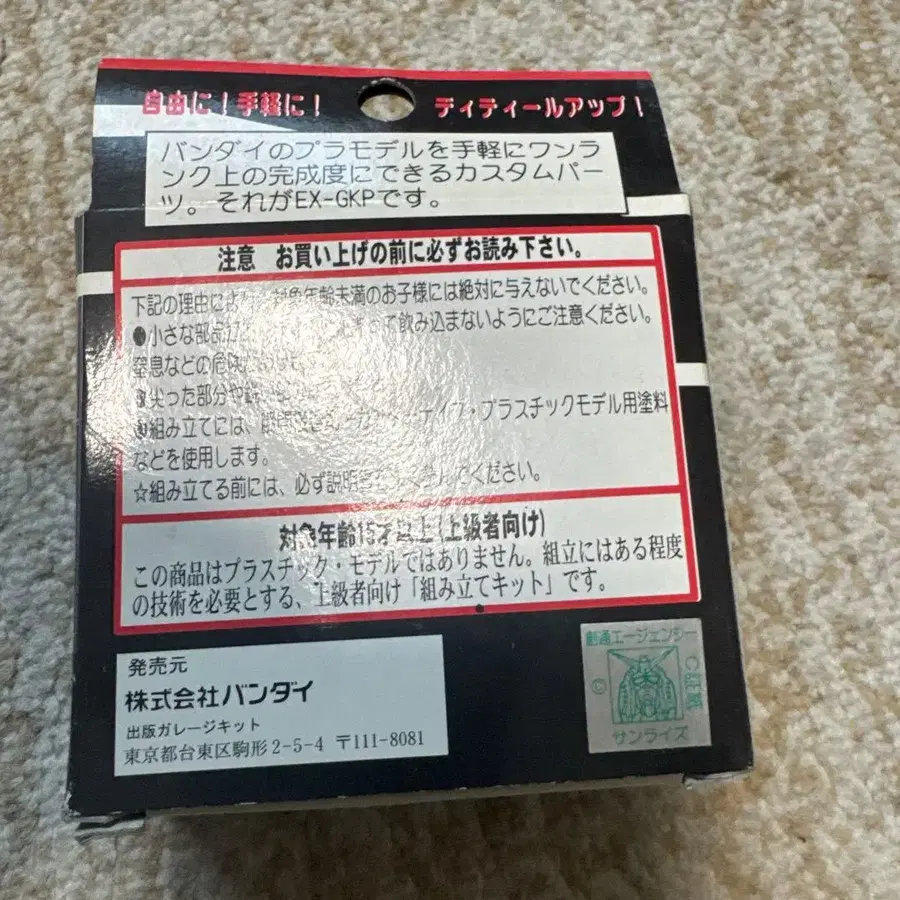 自由に！手軽に！ ディティールアップ！
バンダイのプラモデルを手軽にワンラ
ンク上の完成度にできるカスタムパー
ツ。それがEX-GKPです。
注意 お買い上げの前に必ずお読み下さい。
下記の理由により、対象年齢未満のお子様には絶対に与えないでください。
●小さな部品 飲み込まないようにご注意ください。
窒息などの危険
尖った部分や
組み立てには、瞬間 ・プラスチックモデル用塗料
などを使用します。
☆組み立てる前には、必ず説明書 ください。
対象年齢15才以上(上級者向け)
この商品はプラスチック・モデルではありません。組立にはある程度
の技術を必要とする、上級者向け「組み立てキット」です。
発売元
株式会社バンダイ
出版ガレージキット
東京都台東区駒形2-5-4 〒111-8081
創通エージェンシー
サンライズ